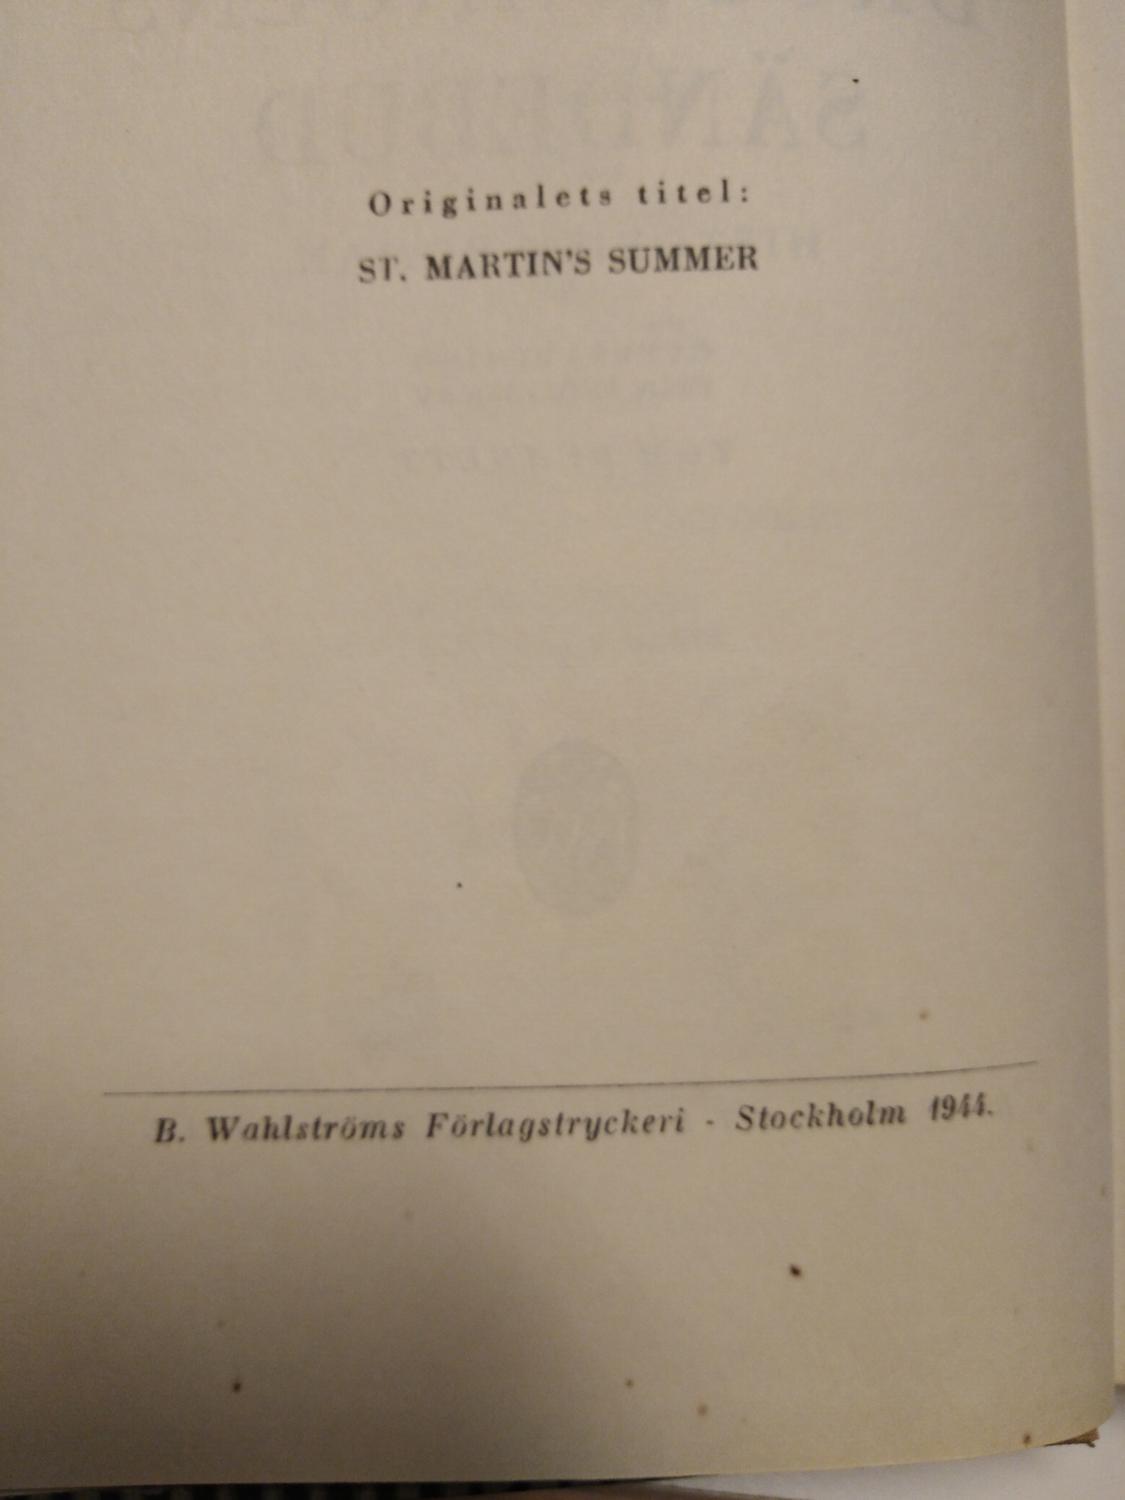 Originalets titel:
ST. MARTIN'S SUMMER
B. Wahlströms Förlagstryckeri - Stockholm 1944.